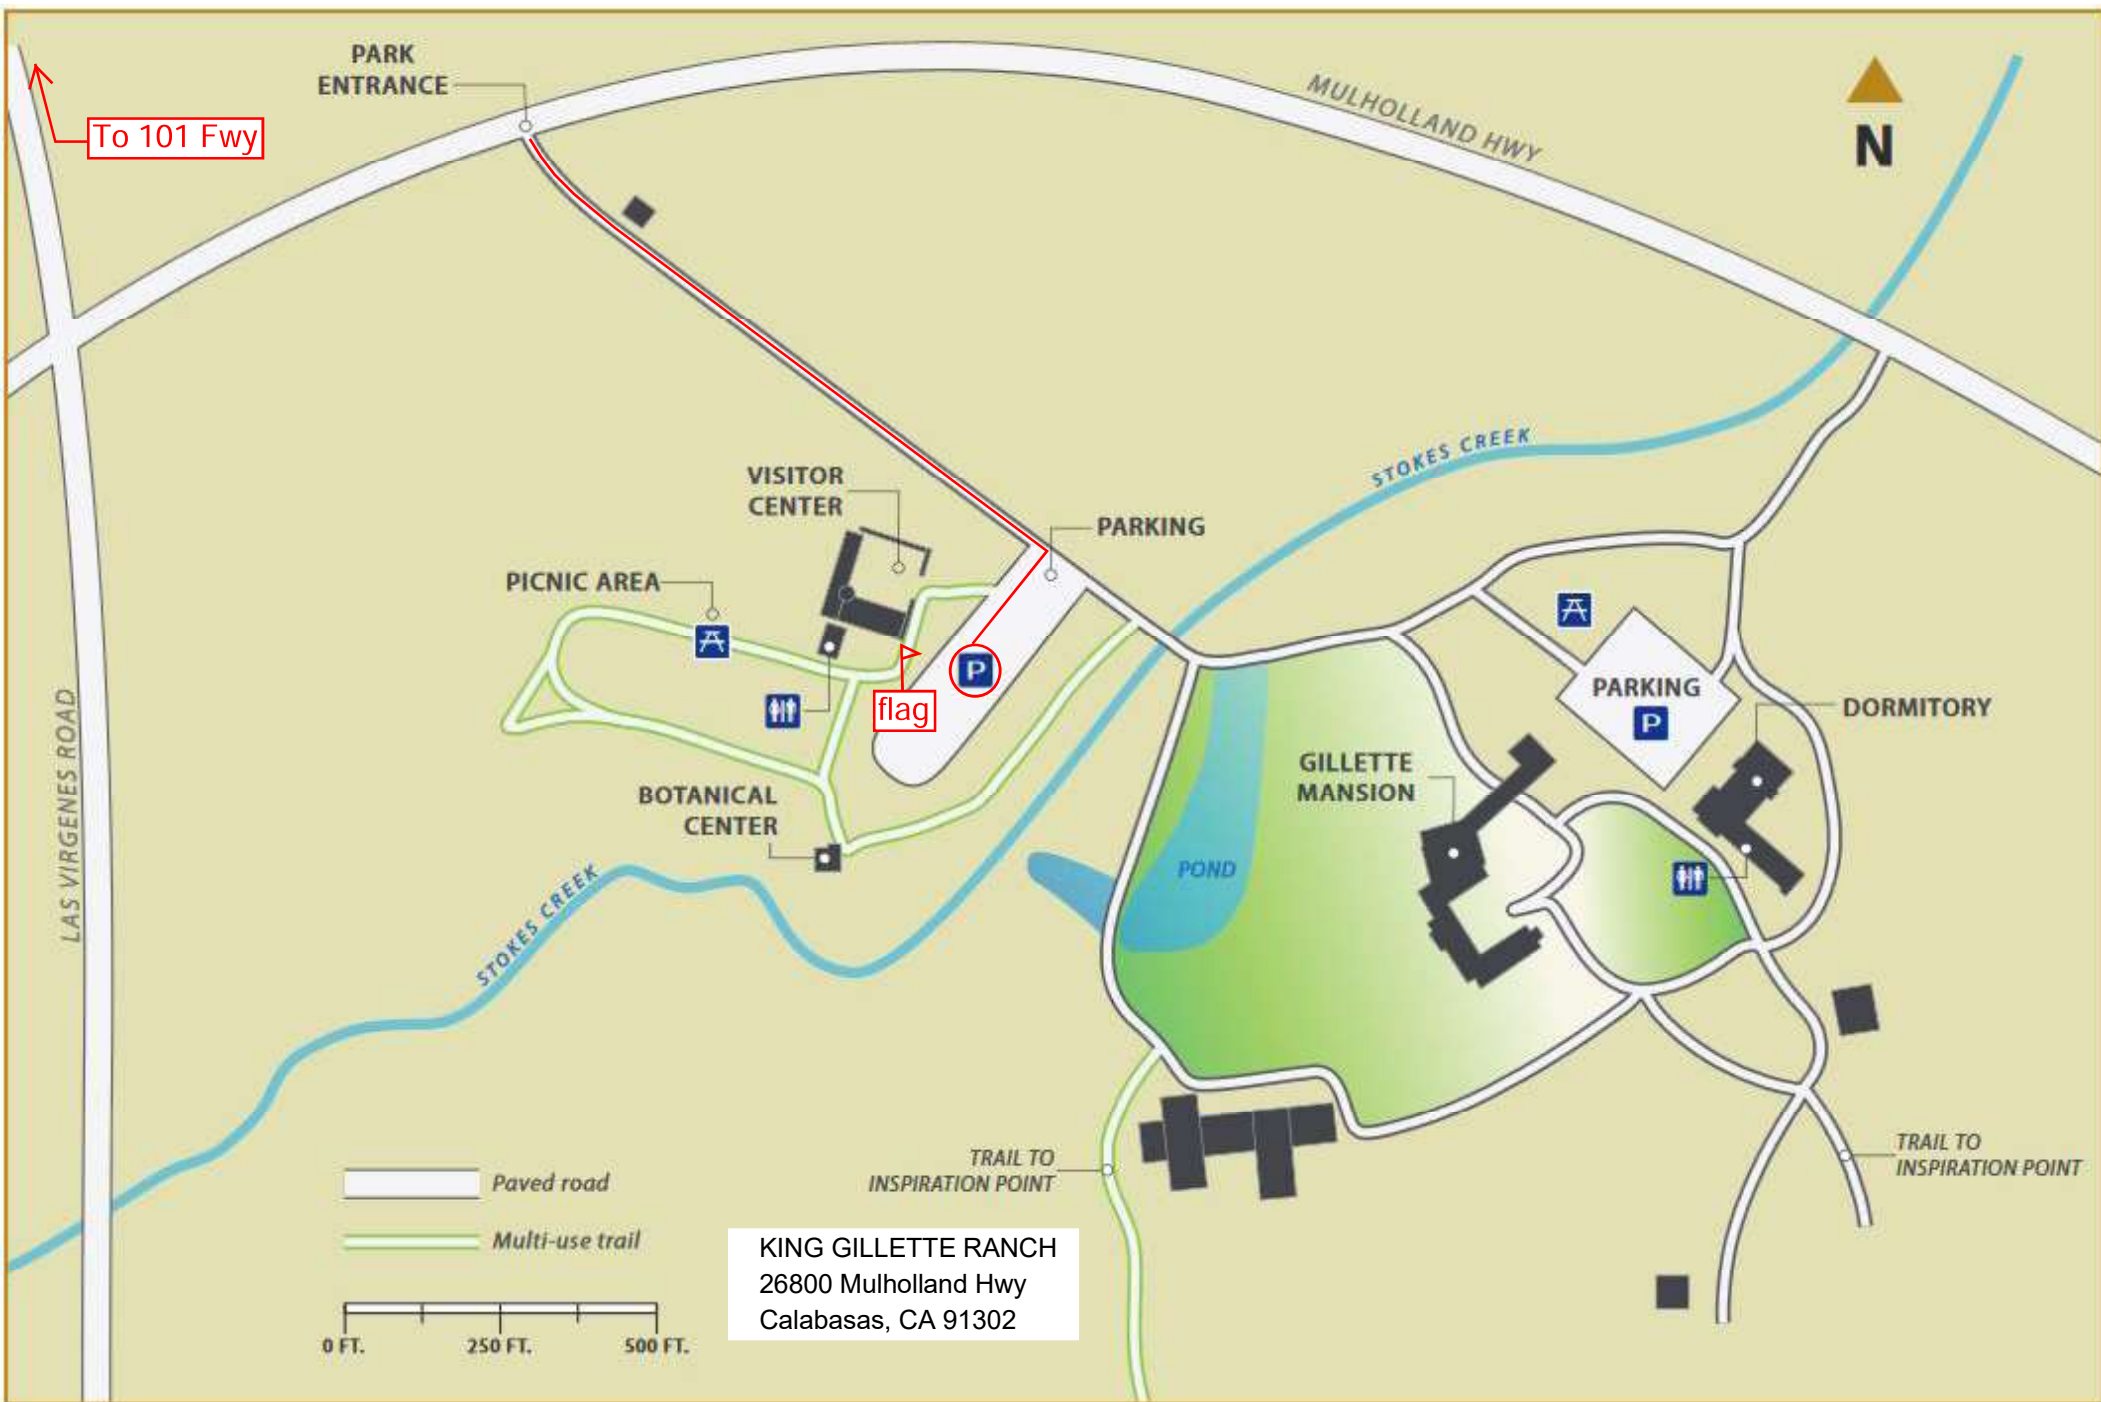 PARK
ENTRANCE
To 101 Fwy
MULHOLLAND HWY
N
STOKES CREEK
VISITOR
CENTER
PARKING
PICNIC AREA
P
flag
PARKING
P
DORMITORY
GILLETTE
MANSION
BOTANICAL
CENTER
POND
LAS VIRGENES ROAD
STOKES CREEK
TRAIL TO
INSPIRATION POINT
TRAIL TO
INSPIRATION POINT
Paved road
Multi-use trail
0 FT.
250 FT.
500 FT.
KING GILLETTE RANCH
26800 Mulholland Hwy
Calabasas, CA 91302